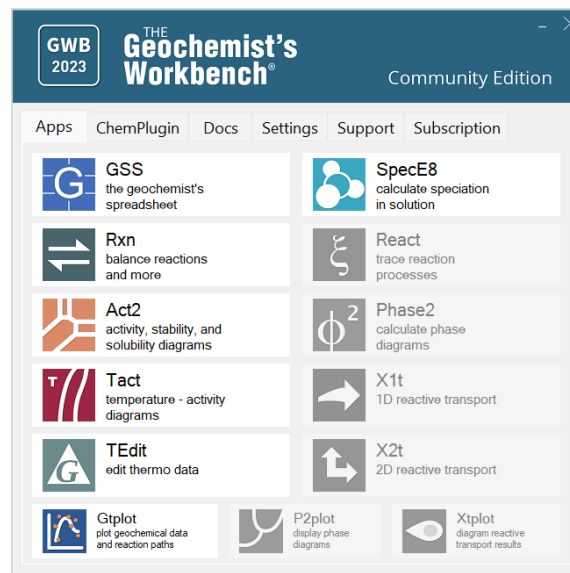 GWB
2023
THE
Geochemist's
Workbench®
Community Edition
Apps ChemPlugin Docs Settings Support Subscription
GSS
the geochemist's
spreadsheet
SpecE8
calculate speciation
in solution
Rxn
balance reactions
and more
ξ
React
trace reaction
processes
Act2
activity, stability, and
solubility diagrams
ϕ²
Phase2
calculate phase
diagrams
T
Tact
temperature - activity
diagrams
X1t
1D reactive transport
G
TEdit
edit thermo data
X2t
2D reactive transport
Gtplot
plot geochemical data
and reaction paths
P2plot
display phase
diagrams
Xtplot
diagram reactive
transport results